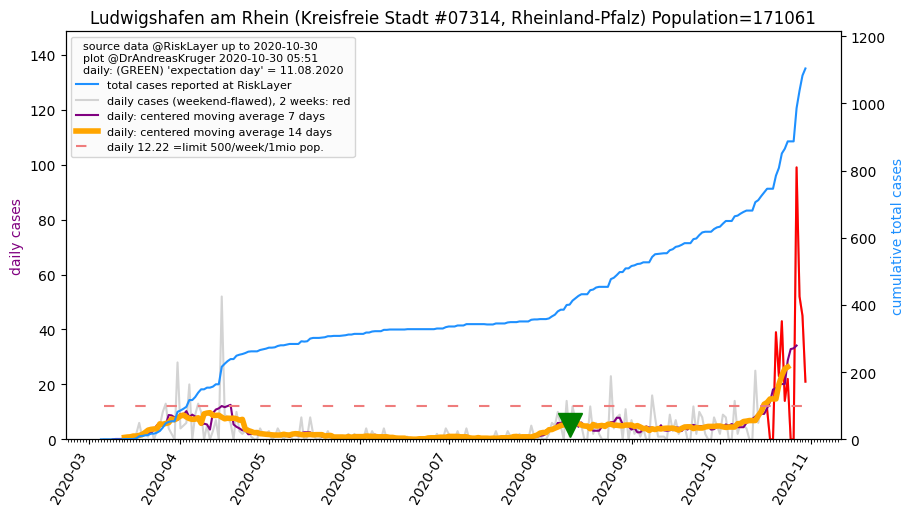 Ludwigshafen am Rhein (Kreisfreie Stadt #07314, Rheinland-Pfalz) Population=171061
source data @RiskLayer up to 2020-10-30
plot @DrAndreasKruger 2020-10-30 05:51
daily: (GREEN) 'expectation day' = 11.08.2020
total cases reported at RiskLayer
daily cases (weekend-flawed), 2 weeks: red
daily: centered moving average 7 days
daily: centered moving average 14 days
daily 12.22 =limit 500/week/1mio pop.
daily cases
140
120
100
80
60
40
20
0
1200
1000
800
600
400
200
0
cumulative total cases
2020-03
2020-04
2020-05
2020-06
2020-07
2020-08
2020-09
2020-10
2020-11